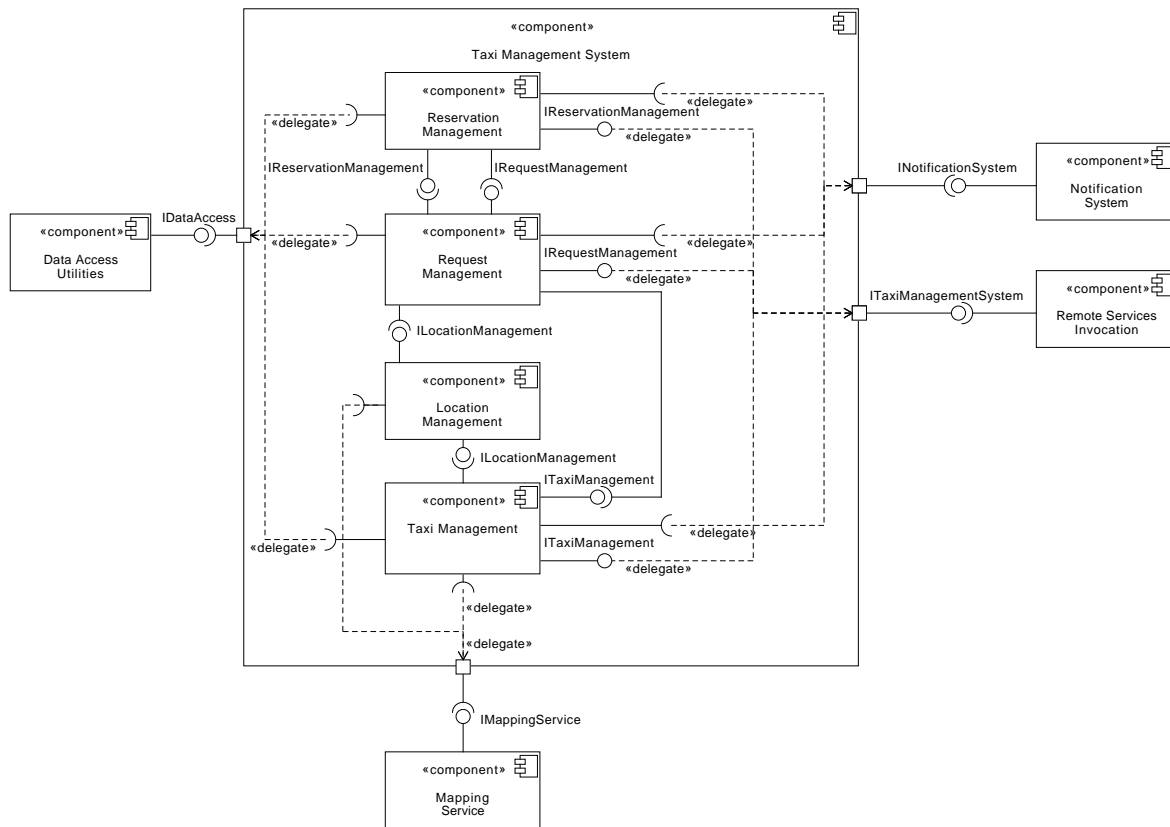 «component»
Taxi Management System
«component»
Reservation
Management
«delegate»
«delegate»
IReservationManagement
«delegate»
IReservationManagement
IRequestManagement
INotificationSystem
«component»
Notification
System
«component»
Data Access
Utilities
IDataAccess
«delegate»
«component»
Request
Management
«delegate»
IRequestManagement
«delegate»
ITaxiManagementSystem
«component»
Remote Services
Invocation
ILocationManagement
«component»
Location
Management
ILocationManagement
ITaxiManagement
«component»
Taxi Management
«delegate»
«delegate»
ITaxiManagement
«delegate»
«delegate»
«delegate»
IMappingService
«component»
Mapping
Service